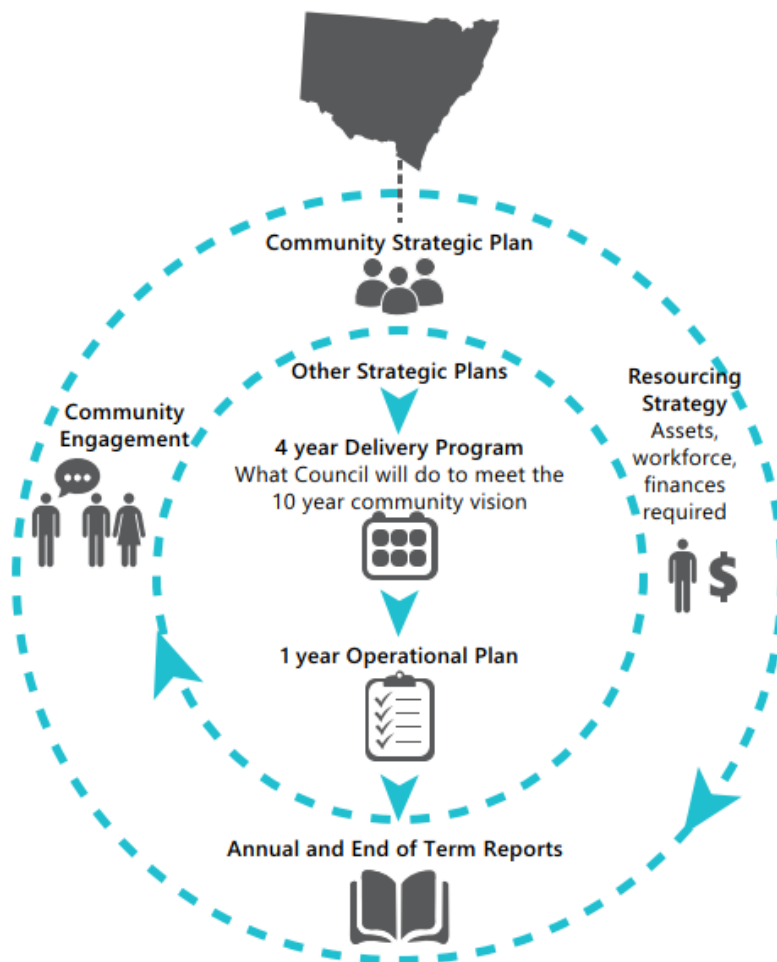 Community Strategic Plan
Other Strategic Plans
Community
Engagement
4 year Delivery Program
What Council will do to meet the
10 year community vision
Resourcing
Strategy
Assets,
workforce,
finances
required
$
1 year Operational Plan
Annual and End of Term Reports